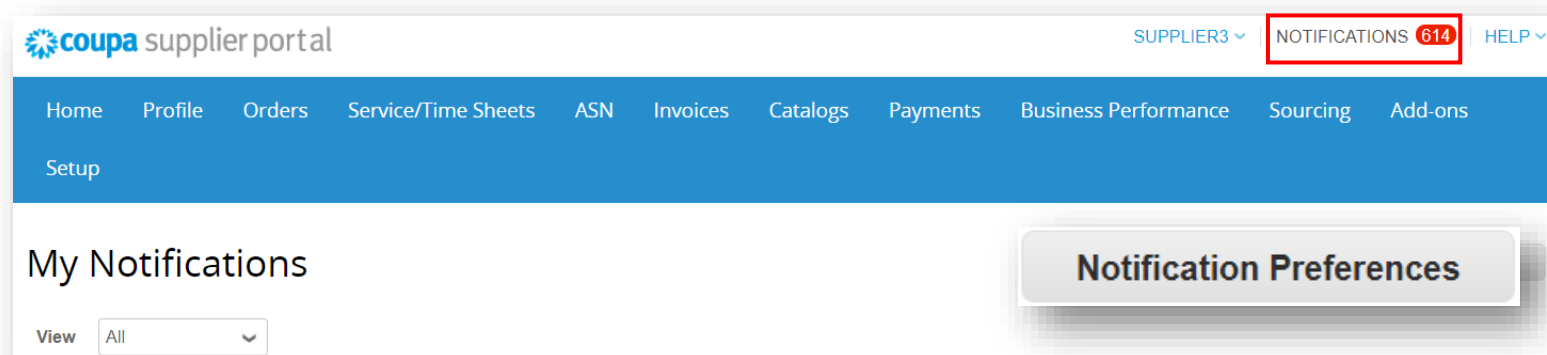 coupa supplier portal
SUPPLIER3 NOTIFICATIONS 614 HELP
Home Profile Orders Service/Time Sheets ASN Invoices Catalogs Payments Business Performance Sourcing Add-ons
Setup
My Notifications
Notification Preferences
View All